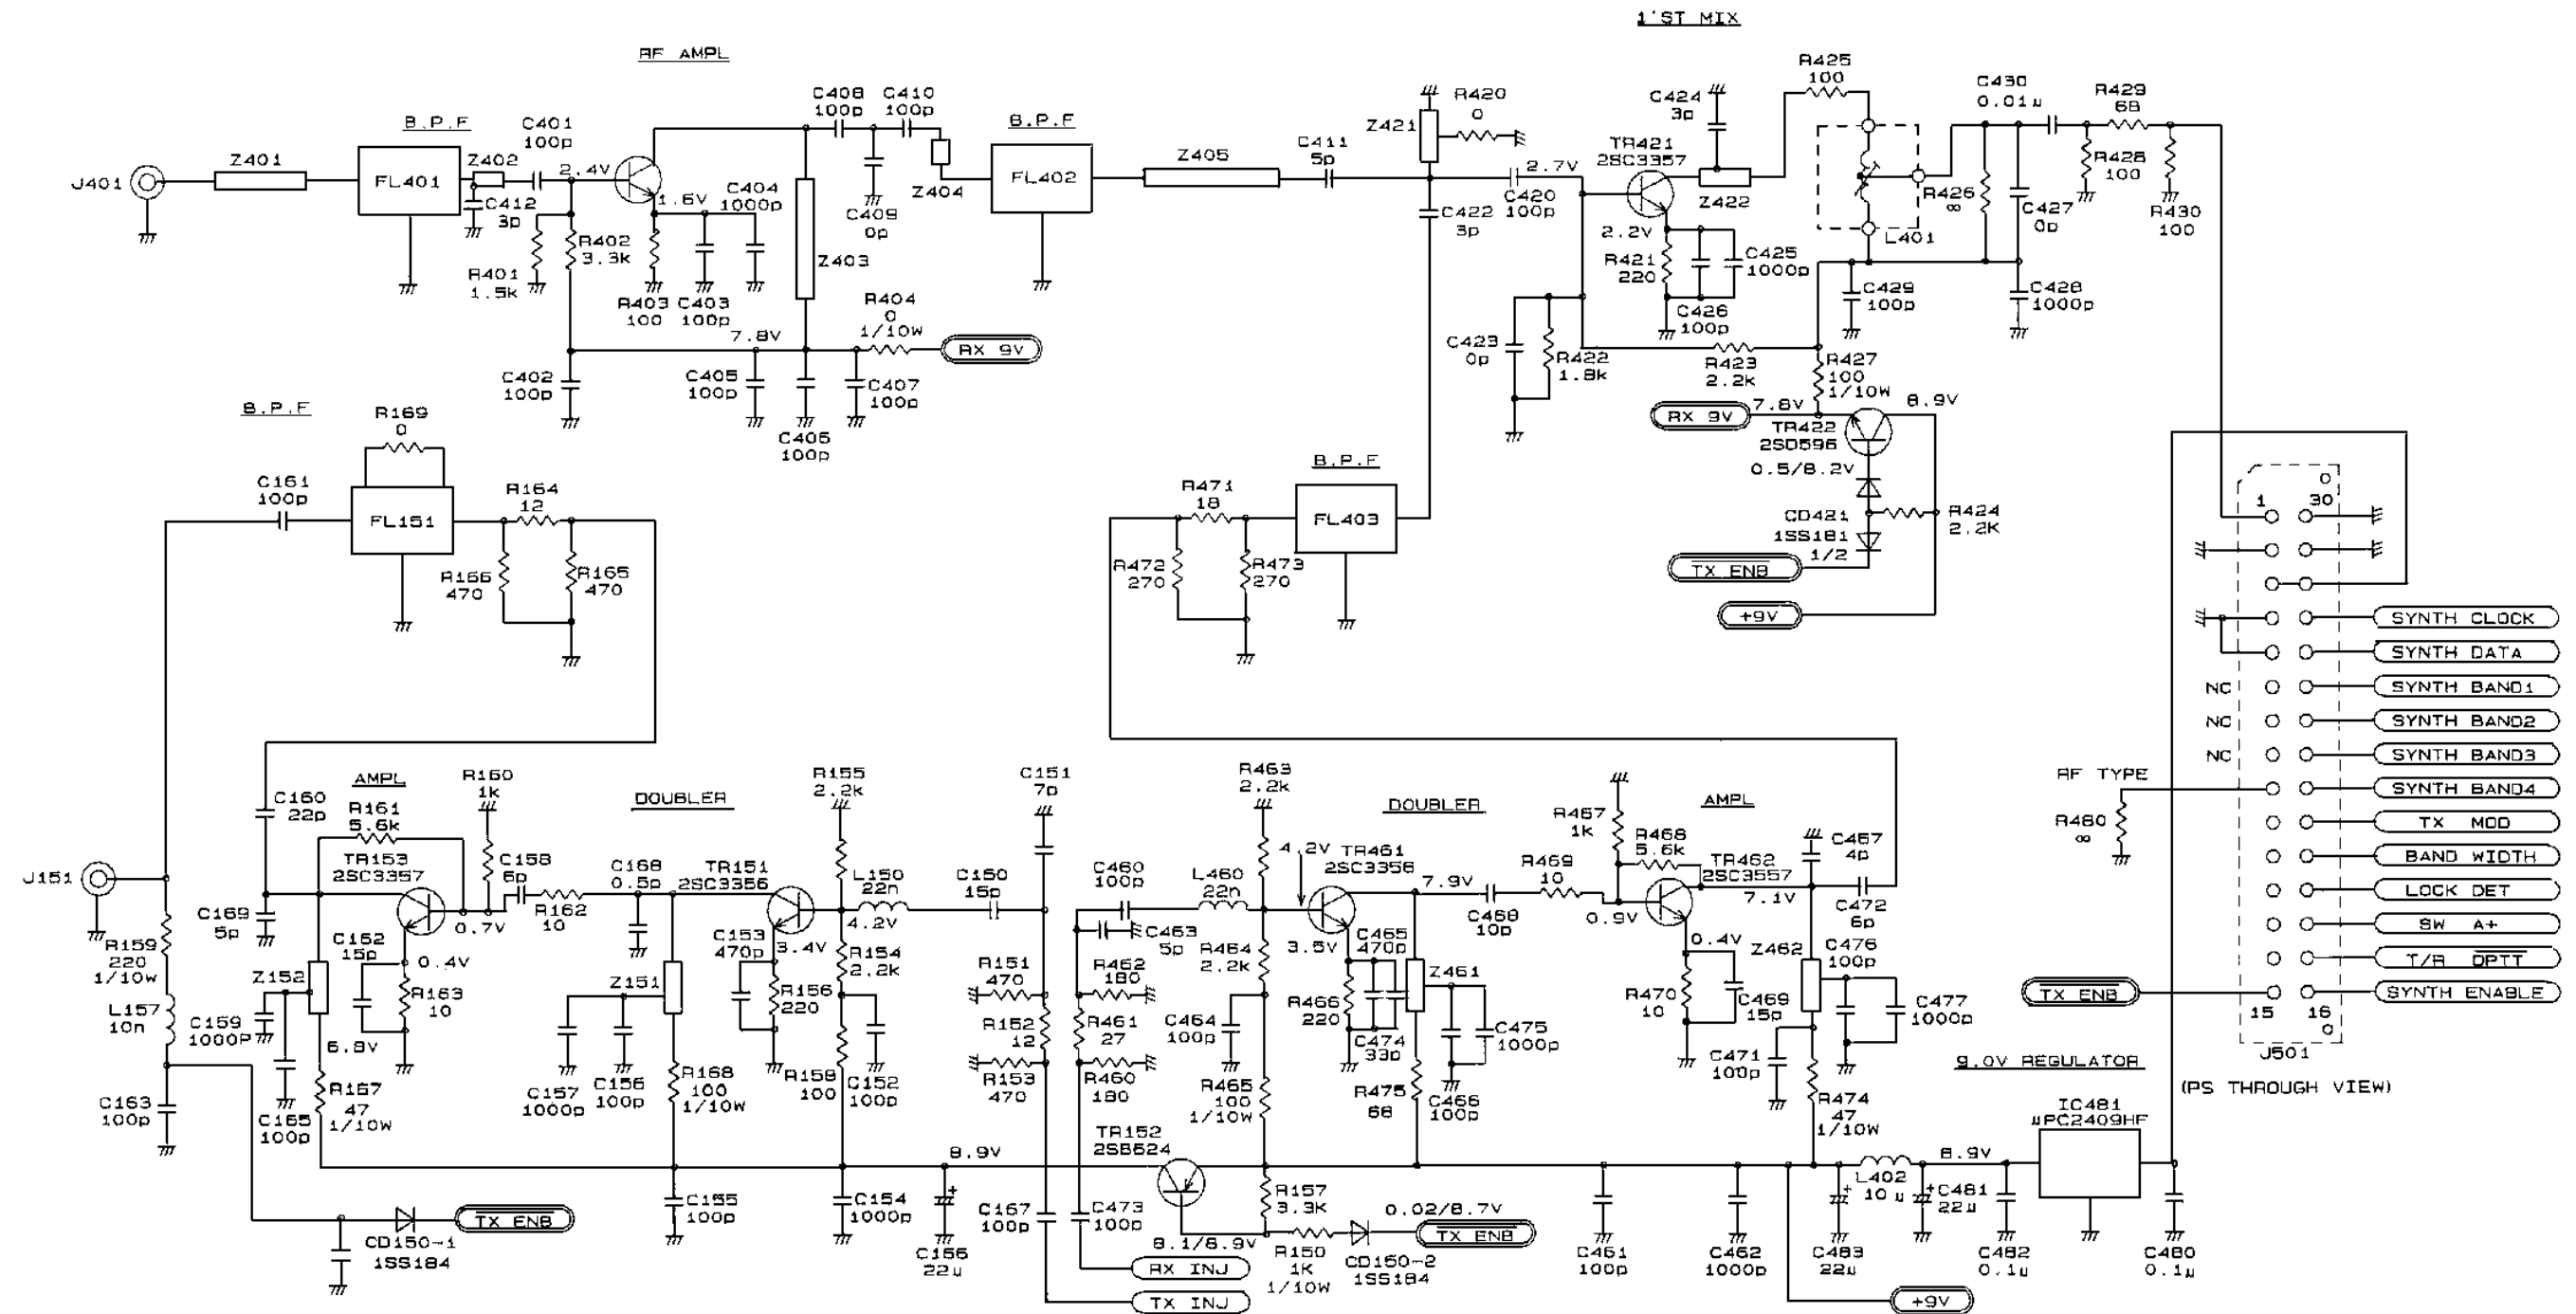 1'ST MIX
RF AMPL
B.P.F
C401
100p
C408
100p
C410
100p
B.P.F
R420
0
C424
3p
R425
100
C430
0.01µ
R429
68
J401
Z401
FL401
Z402
C412
3p
2.4V
1.6V
C404
1000p
C409
0p
Z404
FL402
Z405
C411
5p
Z421
2.7V
C420
100p
C422
3p
TR421
2SC3357
Z422
2.2V
R426
∞
L401
C427
0p
R428
100
R430
100
R401
1.5k
R402
3.3k
R403
100
C403
100p
Z403
R404
0
1/10W
7.8V
RX 9V
R421
220
C425
1000p
C426
100p
C429
100p
C428
1000p
C423
0p
R422
1.8k
R423
2.2k
R427
100
1/10W
C402
100p
C405
100p
C406
100p
C407
100p
RX 9V
7.8V
8.9V
TR422
2SD596
0.5/8.2V
CD421
1SS181
1/2
R424
2.2K
TX ENB
+9V
B.P.F
R169
0
C161
100p
FL151
R164
12
R166
470
R165
470
B.P.F
R471
18
FL403
R472
270
R473
270
1
30
SYNTH CLOCK
SYNTH DATA
NC
SYNTH BAND1
NC
SYNTH BAND2
NC
SYNTH BAND3
RF TYPE
SYNTH BAND4
R480
∞
TX MOD
BAND WIDTH
LOCK DET
SW A+
T/R OPTT
TX ENB
SYNTH ENABLE
15
16
J501
(PS THROUGH VIEW)
J151
C160
22p
AMPL
R161
5.6k
R160
1k
TR153
2SC3357
C158
6p
R162
10
0.7V
DOUBLER
C168
0.5p
TR151
2SC3356
R155
2.2k
L150
22n
4.2V
3.4V
C150
15p
C151
7p
C169
5p
R159
220
1/10W
L157
10n
C162
15p
0.4V
Z152
R163
10
C159
1000P
6.8V
C163
100p
C165
100p
R167
47
1/10W
Z151
C157
1000p
C156
100p
R168
100
1/10W
C153
470p
R156
220
R154
2.2k
R158
100
C152
100p
R151
470
R152
12
R153
470
C460
100p
C463
5p
R462
180
R461
27
R460
180
L460
22n
R463
2.2k
4.2V
DOUBLER
TR461
2SC3356
3.5V
R464
2.2k
C464
100p
R465
100
1/10W
C465
470p
R466
220
C474
33p
Z461
C475
1000p
R475
68
C466
100p
7.9V
C468
10p
R469
10
R467
1k
AMPL
R468
5.6k
TR462
2SC3557
0.9V
0.4V
7.1V
C467
4p
C472
6p
R470
10
C469
15p
Z462
C476
100p
C477
1000p
C471
100p
R474
47
1/10W
9.0V REGULATOR
IC481
µPC2409HF
TR152
2SB624
8.9V
C155
100p
C154
1000p
C166
22µ
C167
100p
C473
100p
8.1/8.9V
R157
3.3K
R150
1K
1/10W
0.02/8.7V
CD150-2
1SS184
TX ENB
RX INJ
TX INJ
CD150-1
1SS184
TX ENB
C461
100p
C462
1000p
C483
22µ
L402
10µ
8.9V
C481
22µ
C482
0.1µ
C480
0.1µ
+9V